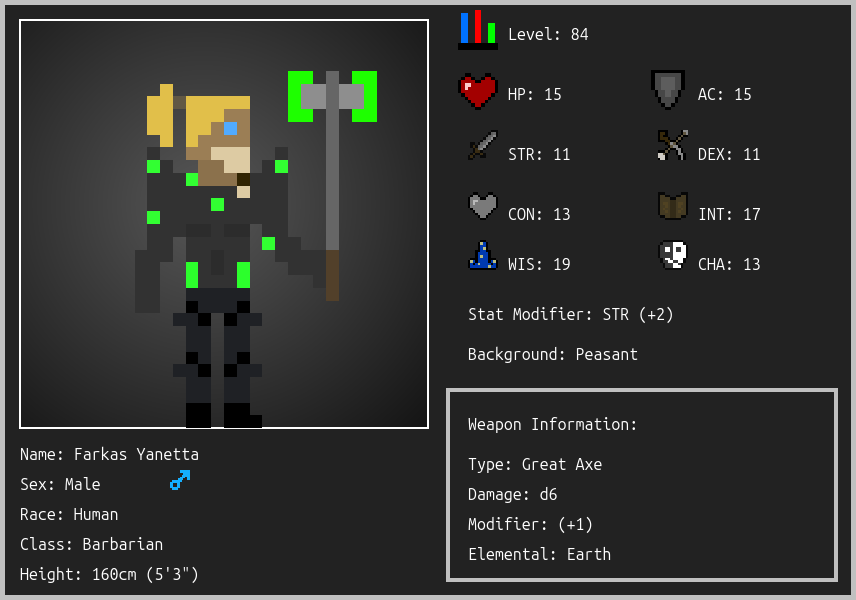 Level: 84
HP: 15
AC: 15
STR: 11
DEX: 11
CON: 13
INT: 17
WIS: 19
CHA: 13
Stat Modifier: STR (+2)
Background: Peasant
Weapon Information:
Type: Great Axe
Damage: d6
Modifier: (+1)
Elemental: Earth
Name: Farkas Yanetta
Sex: Male
Race: Human
Class: Barbarian
Height: 160cm (5'3")